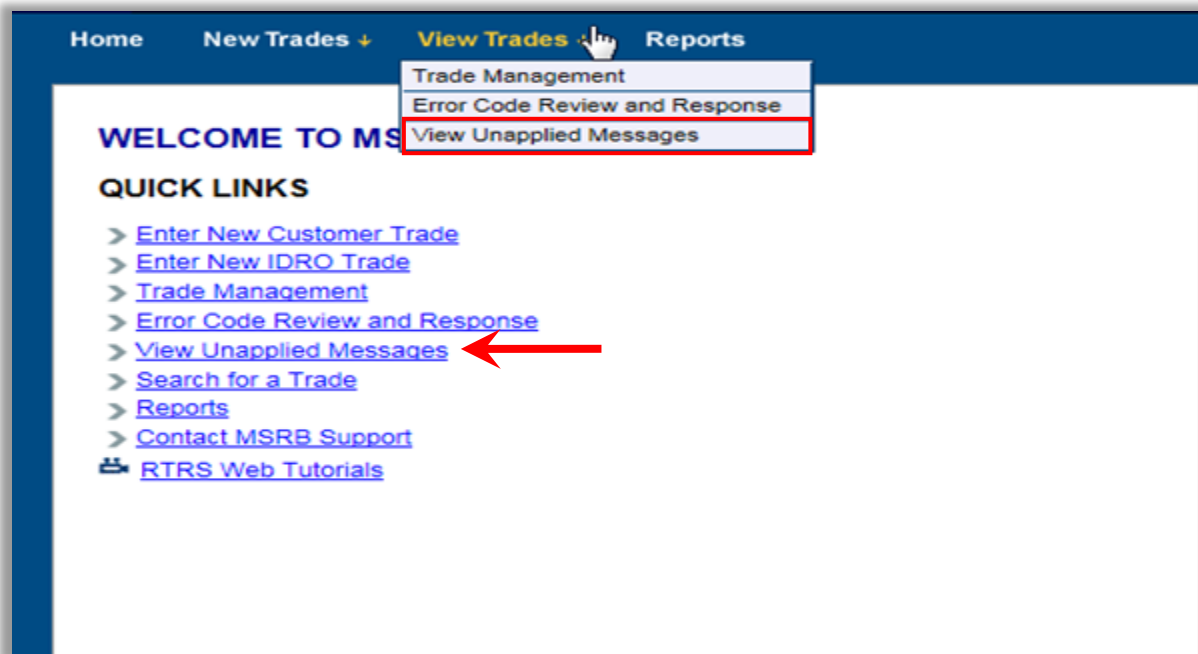 Home New Trades ↓ View Trades Reports
Trade Management
Error Code Review and Response
View Unapplied Messages
WELCOME TO MS
QUICK LINKS
Enter New Customer Trade
Enter New IDRO Trade
Trade Management
Error Code Review and Response
View Unapplied Messages
Search for a Trade
Reports
Contact MSRB Support
RTRS Web Tutorials